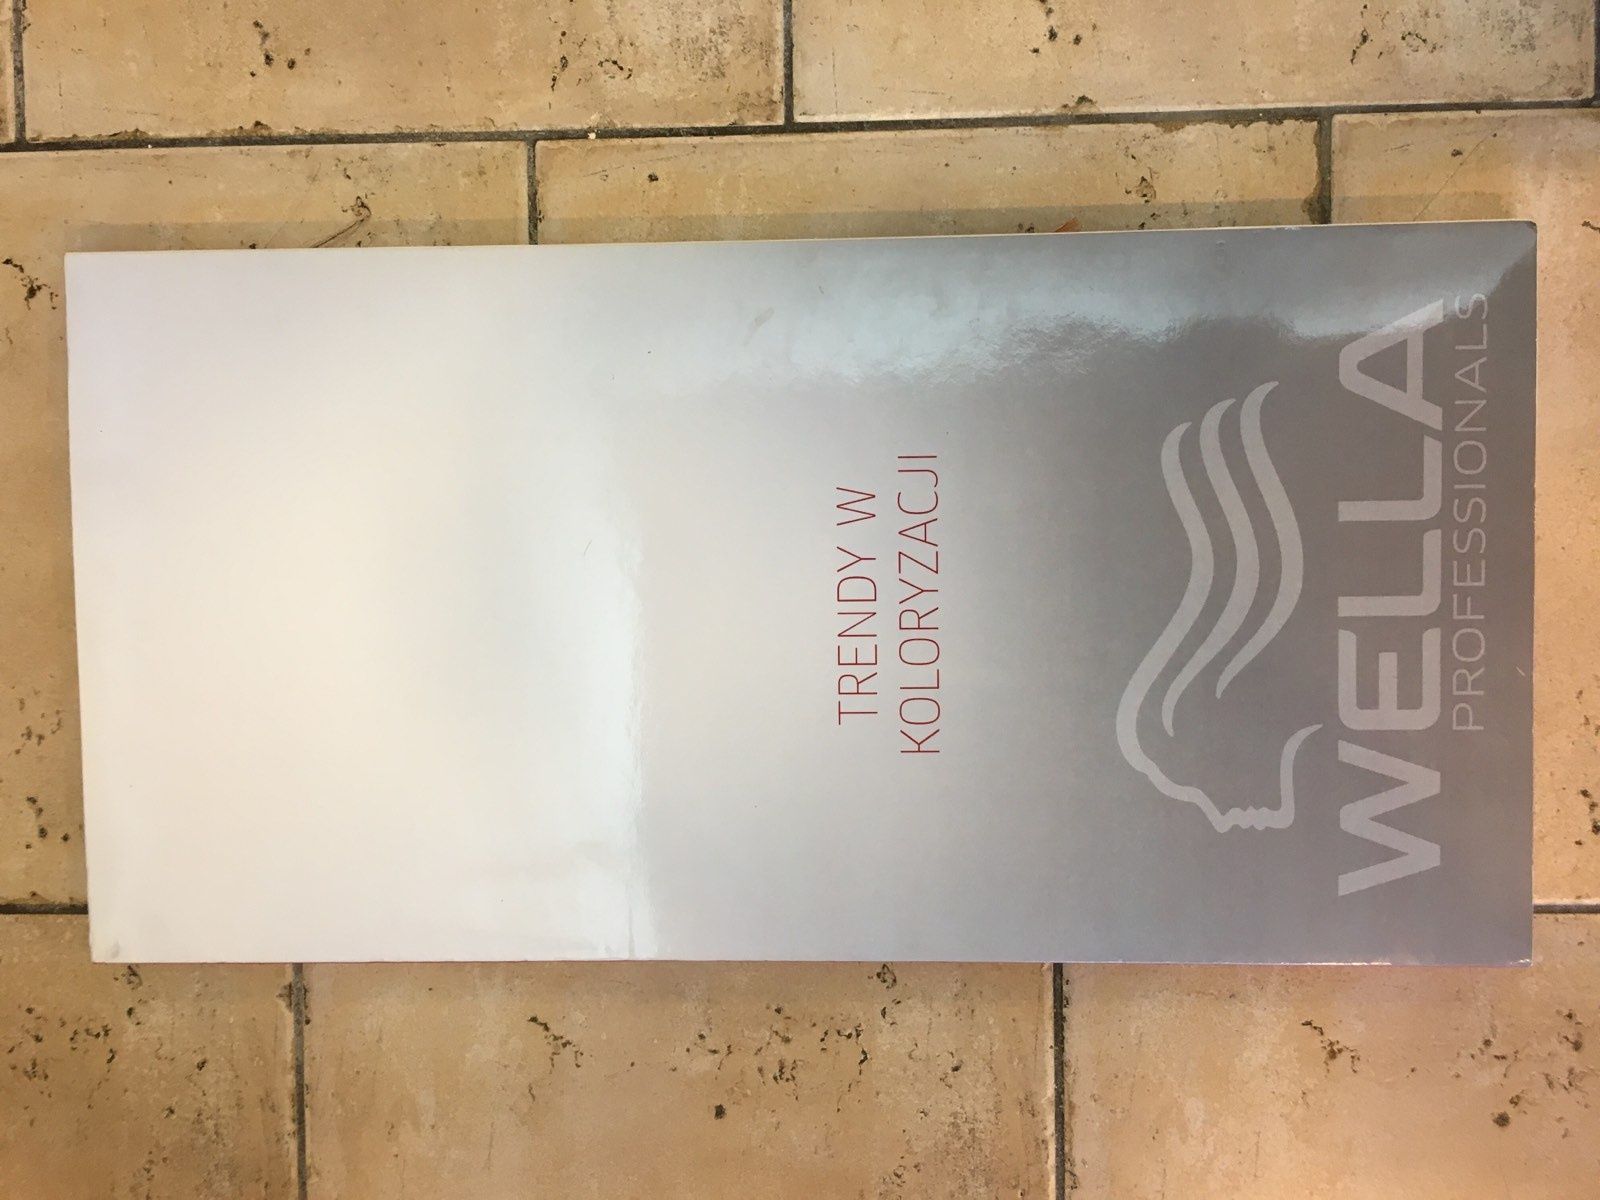 TRENDY W
KOLORYZACJI
WELLA
PROFESSIONALS